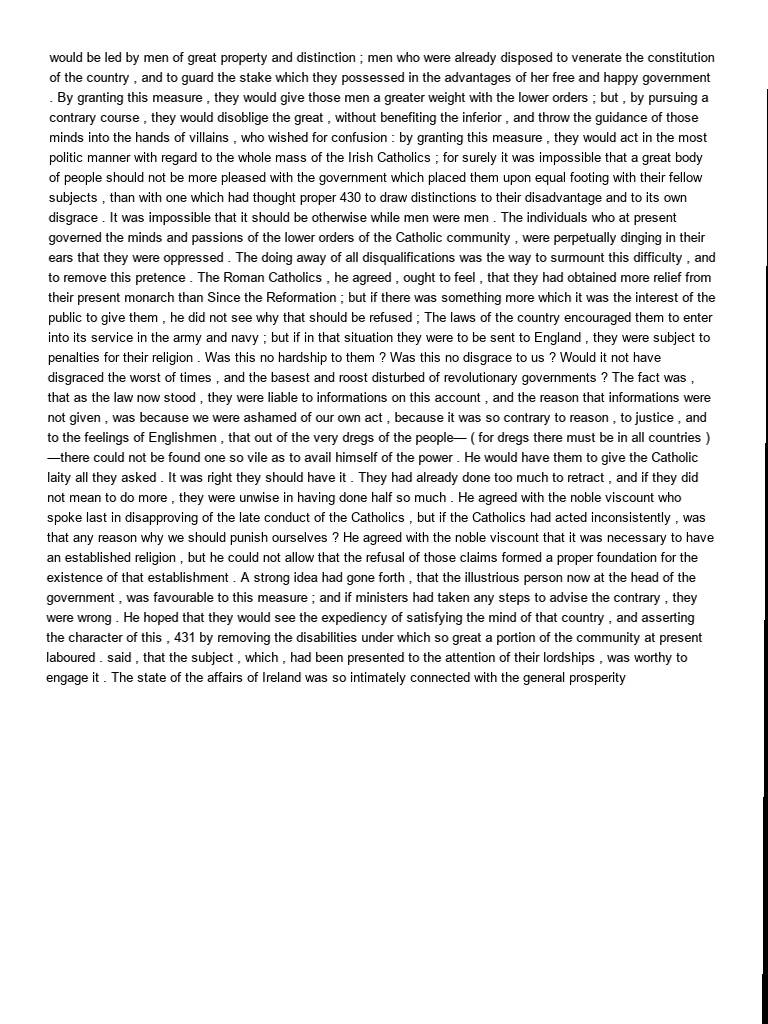 would be led by men of great property and distinction ; men who were already disposed to venerate the constitution
of the country , and to guard the stake which they possessed in the advantages of her free and happy government
. By granting this measure , they would give those men a greater weight with the lower orders ; but , by pursuing a
contrary course , they would disoblige the great , without benefiting the inferior , and throw the guidance of those
minds into the hands of villains , who wished for confusion : by granting this measure , they would act in the most
politic manner with regard to the whole mass of the Irish Catholics ; for surely it was impossible that a great body
of people should not be more pleased with the government which placed them upon equal footing with their fellow
subjects , than with one which had thought proper 430 to draw distinctions to their disadvantage and to its own
disgrace . It was impossible that it should be otherwise while men were men . The individuals who at present
governed the minds and passions of the lower orders of the Catholic community , were perpetually dinging in their
ears that they were oppressed . The doing away of all disqualifications was the way to surmount this difficulty , and
to remove this pretence . The Roman Catholics , he agreed , ought to feel , that they had obtained more relief from
their present monarch than Since the Reformation ; but if there was something more which it was the interest of the
public to give them , he did not see why that should be refused ; The laws of the country encouraged them to enter
into its service in the army and navy ; but if in that situation they were to be sent to England , they were subject to
penalties for their religion . Was this no hardship to them ? Was this no disgrace to us ? Would it not have
disgraced the worst of times , and the basest and roost disturbed of revolutionary governments ? The fact was ,
that as the law now stood , they were liable to informations on this account , and the reason that informations were
not given , was because we were ashamed of our own act , because it was so contrary to reason , to justice , and
to the feelings of Englishmen , that out of the very dregs of the people— ( for dregs there must be in all countries )
—there could not be found one so vile as to avail himself of the power . He would have them to give the Catholic
laity all they asked . It was right they should have it . They had already done too much to retract , and if they did
not mean to do more , they were unwise in having done half so much . He agreed with the noble viscount who
spoke last in disapproving of the late conduct of the Catholics , but if the Catholics had acted inconsistently , was
that any reason why we should punish ourselves ? He agreed with the noble viscount that it was necessary to have
an established religion , but he could not allow that the refusal of those claims formed a proper foundation for the
existence of that establishment . A strong idea had gone forth , that the illustrious person now at the head of the
government , was favourable to this measure ; and if ministers had taken any steps to advise the contrary , they
were wrong . He hoped that they would see the expediency of satisfying the mind of that country , and asserting
the character of this , 431 by removing the disabilities under which so great a portion of the community at present
laboured . said , that the subject , which , had been presented to the attention of their lordships , was worthy to
engage it . The state of the affairs of Ireland was so intimately connected with the general prosperity